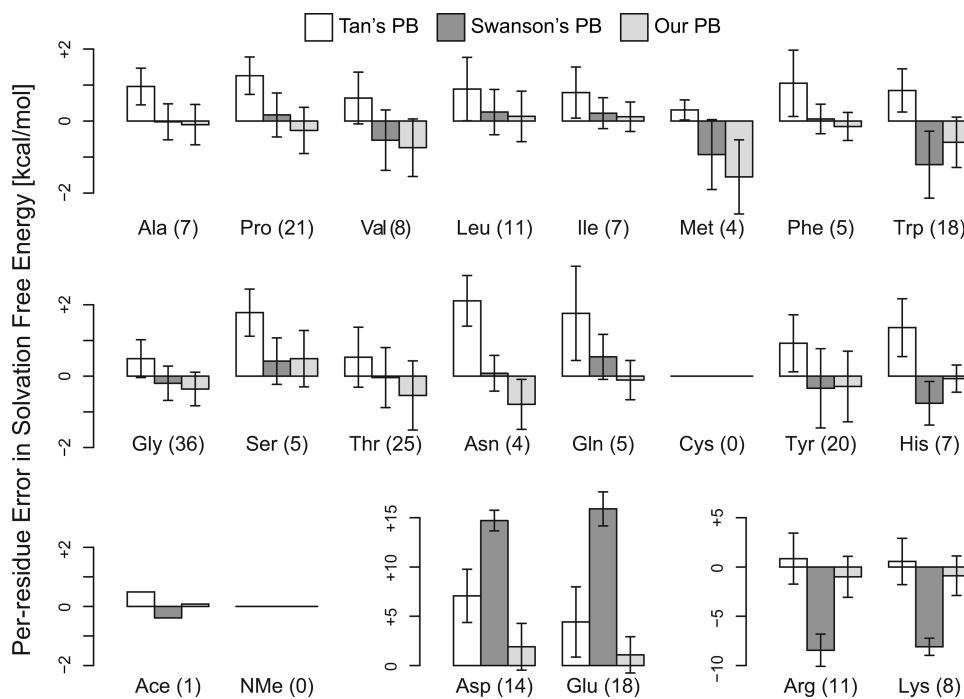 Tan's PB Swanson's PB Our PB
Per-residue Error in Solvation Free Energy [kcal/mol]
+2
0
−2
Ala (7) Pro (21) Val (8) Leu (11) Ile (7) Met (4) Phe (5) Trp (18)
+2
0
−2
Gly (36) Ser (5) Thr (25) Asn (4) Gln (5) Cys (0) Tyr (20) His (7)
+2
0
−2
Ace (1) NMe (0)
+15
+10
+5
0
Asp (14) Glu (18)
+5
0
−5
−10
Arg (11) Lys (8)